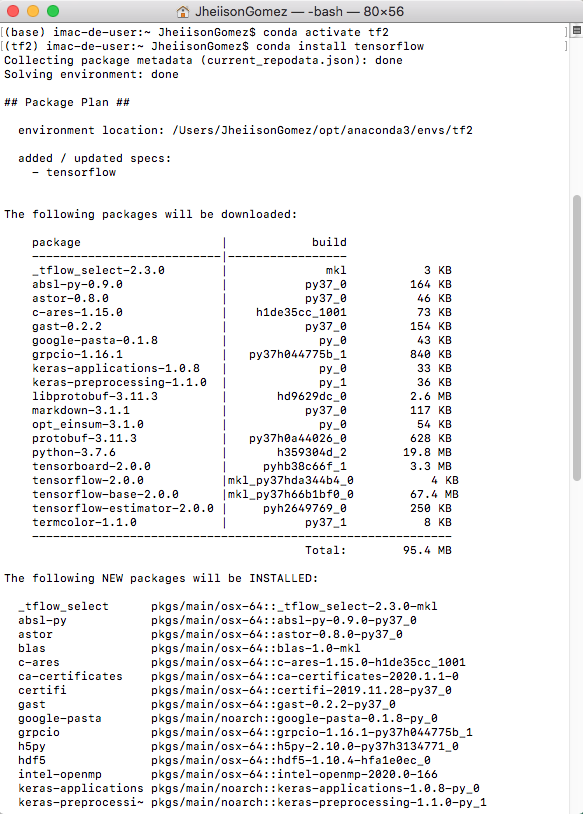 JheiisonGomez — -bash — 80×56
[(base) imac-de-user:~ JheiisonGomez$ conda activate tf2 ]
[(tf2) imac-de-user:~ JheiisonGomez$ conda install tensorflow ]
Collecting package metadata (current_repodata.json): done
Solving environment: done
## Package Plan ##
environment location: /Users/JheiisonGomez/opt/anaconda3/envs/tf2
added / updated specs:
- tensorflow
The following packages will be downloaded:
package | build
---------------------------|-----------------
_tflow_select-2.3.0 | mkl 3 KB
absl-py-0.9.0 | py37_0 164 KB
astor-0.8.0 | py37_0 46 KB
c-ares-1.15.0 | h1de35cc_1001 73 KB
gast-0.2.2 | py37_0 154 KB
google-pasta-0.1.8 | py_0 43 KB
grpcio-1.16.1 | py37h044775b_1 840 KB
keras-applications-1.0.8 | py_0 33 KB
keras-preprocessing-1.1.0 | py_1 36 KB
libprotobuf-3.11.3 | hd9629dc_0 2.6 MB
markdown-3.1.1 | py37_0 117 KB
opt_einsum-3.1.0 | py_0 54 KB
protobuf-3.11.3 | py37h0a44026_0 628 KB
python-3.7.6 | h359304d_2 19.8 MB
tensorboard-2.0.0 | pyhb38c66f_1 3.3 MB
tensorflow-2.0.0 |mkl_py37hda344b4_0 4 KB
tensorflow-base-2.0.0 |mkl_py37h66b1bf0_0 67.4 MB
tensorflow-estimator-2.0.0 | pyh2649769_0 250 KB
termcolor-1.1.0 | py37_1 8 KB
------------------------------------------------------------
Total: 95.4 MB
The following NEW packages will be INSTALLED:
_tflow_select pkgs/main/osx-64::_tflow_select-2.3.0-mkl
absl-py pkgs/main/osx-64::absl-py-0.9.0-py37_0
astor pkgs/main/osx-64::astor-0.8.0-py37_0
blas pkgs/main/osx-64::blas-1.0-mkl
c-ares pkgs/main/osx-64::c-ares-1.15.0-h1de35cc_1001
ca-certificates pkgs/main/osx-64::ca-certificates-2020.1.1-0
certifi pkgs/main/osx-64::certifi-2019.11.28-py37_0
gast pkgs/main/osx-64::gast-0.2.2-py37_0
google-pasta pkgs/main/noarch::google-pasta-0.1.8-py_0
grpcio pkgs/main/osx-64::grpcio-1.16.1-py37h044775b_1
h5py pkgs/main/osx-64::h5py-2.10.0-py37h3134771_0
hdf5 pkgs/main/osx-64::hdf5-1.10.4-hfa1e0ec_0
intel-openmp pkgs/main/osx-64::intel-openmp-2020.0-166
keras-applications pkgs/main/noarch::keras-applications-1.0.8-py_0
keras-preprocessi~ pkgs/main/noarch::keras-preprocessing-1.1.0-py_1